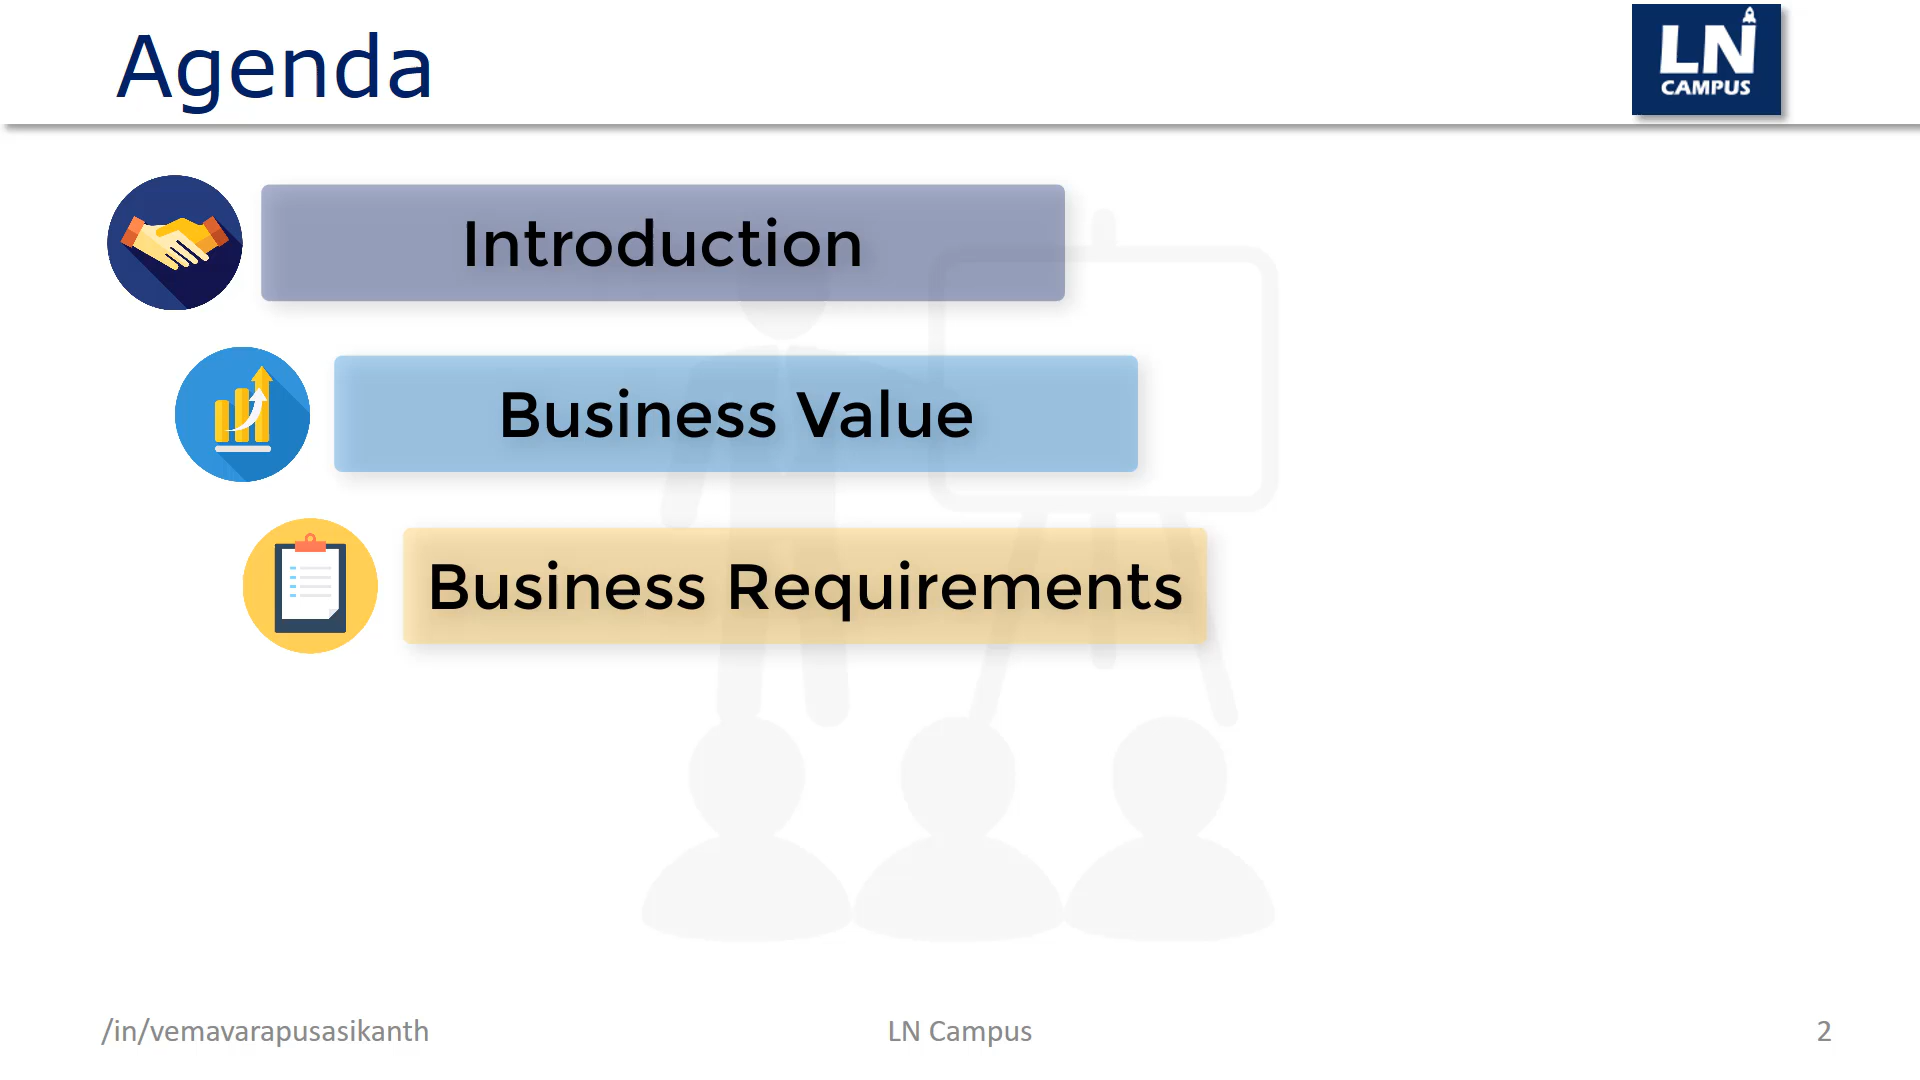 Agenda
LN
CAMPUS
Introduction
Business Value
Business Requirements
/in/vemavarapusasikanth
LN Campus
2